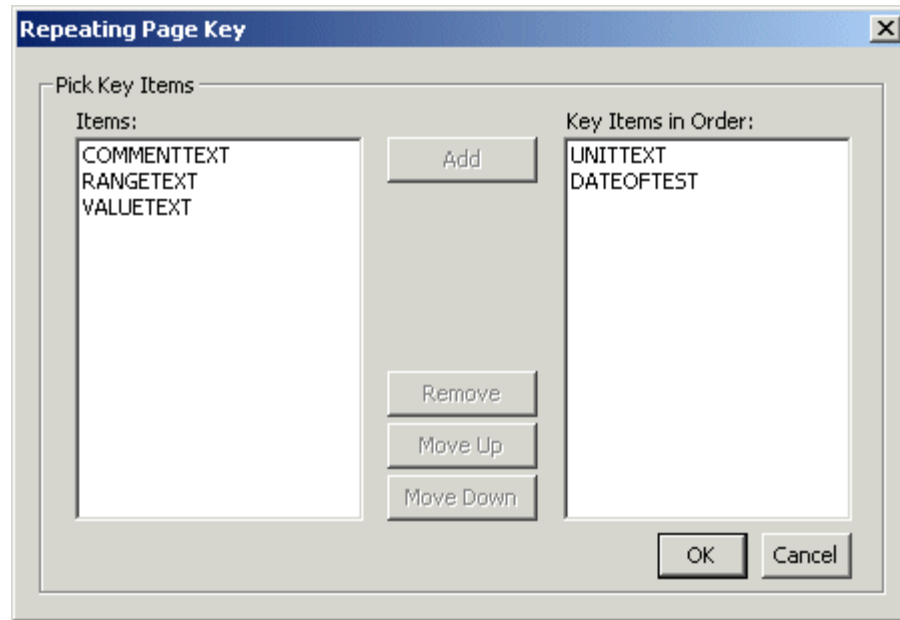 Repeating Page Key
Pick Key Items
Items:
COMMENTTEXT
RANGETEXT
VALUETEXT
Add
Remove
Move Up
Move Down
Key Items in Order:
UNITTEXT
DATEOFTEST
OK
Cancel